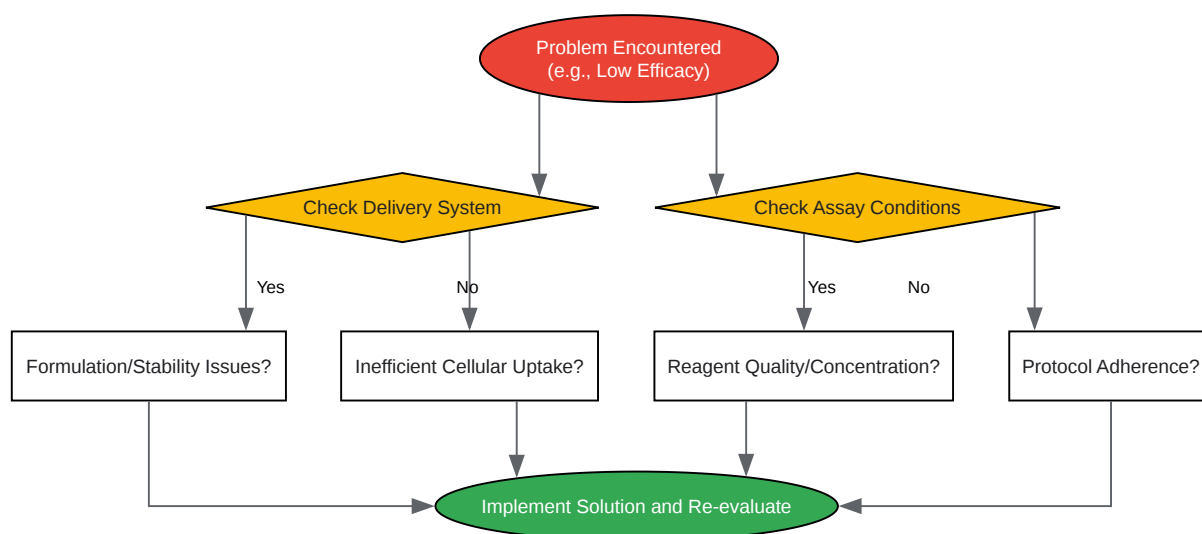 Problem Encountered
(e.g., Low Efficacy)
Check Delivery System
Check Assay Conditions
Yes
No
Yes
No
Formulation/Stability Issues?
Inefficient Cellular Uptake?
Reagent Quality/Concentration?
Protocol Adherence?
Implement Solution and Re-evaluate